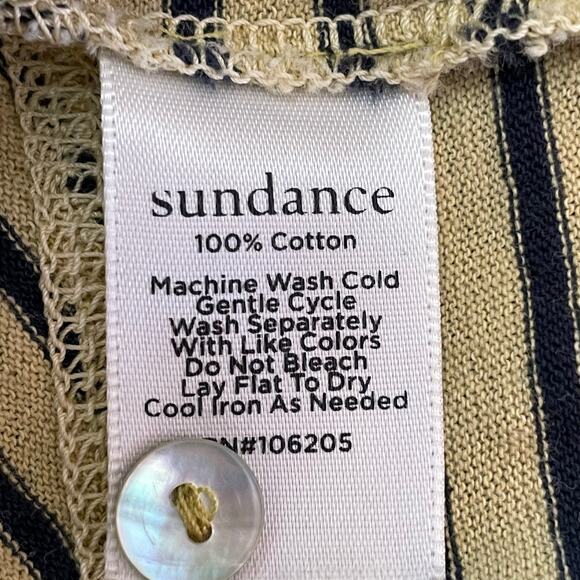 sundance
100% Cotton
Machine Wash Cold
Gentle Cycle
Wash Separately
With Like Colors
Do Not Bleach
Lay Flat To Dry
Cool Iron As Needed
RN#106205